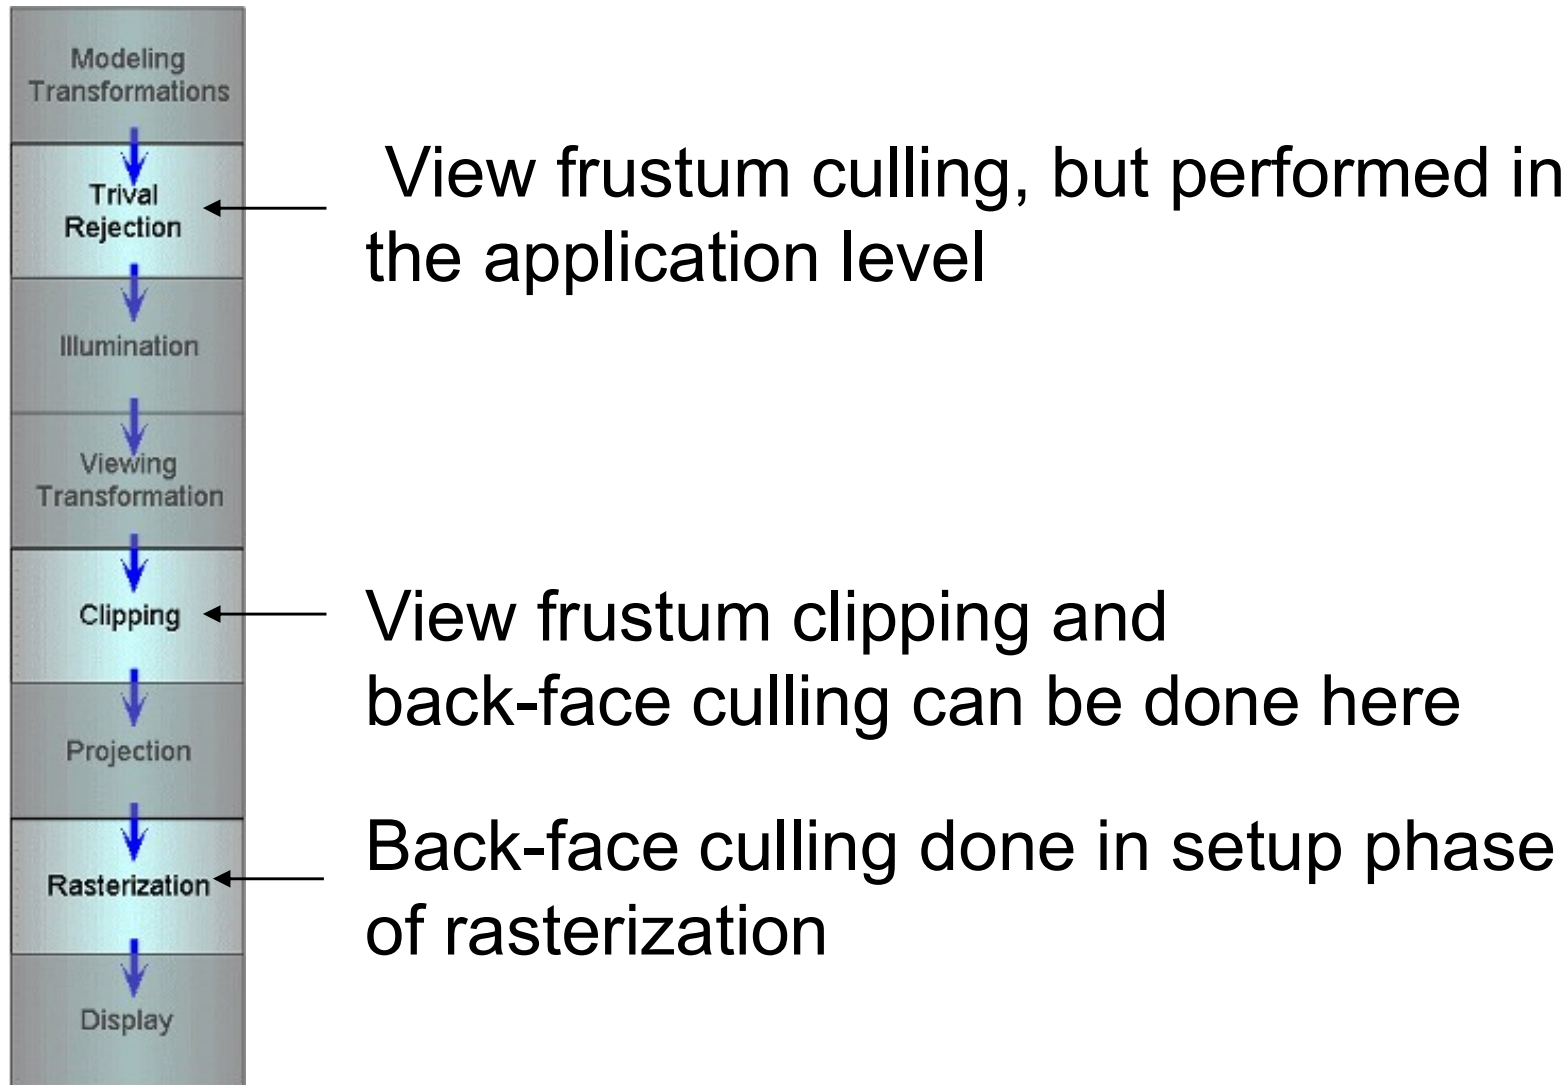 Modeling
Transformations
Trival
Rejection
Illumination
Viewing
Transformation
Clipping
Projection
Rasterization
Display
View frustum culling, but performed in
the application level
View frustum clipping and
back-face culling can be done here
Back-face culling done in setup phase
of rasterization